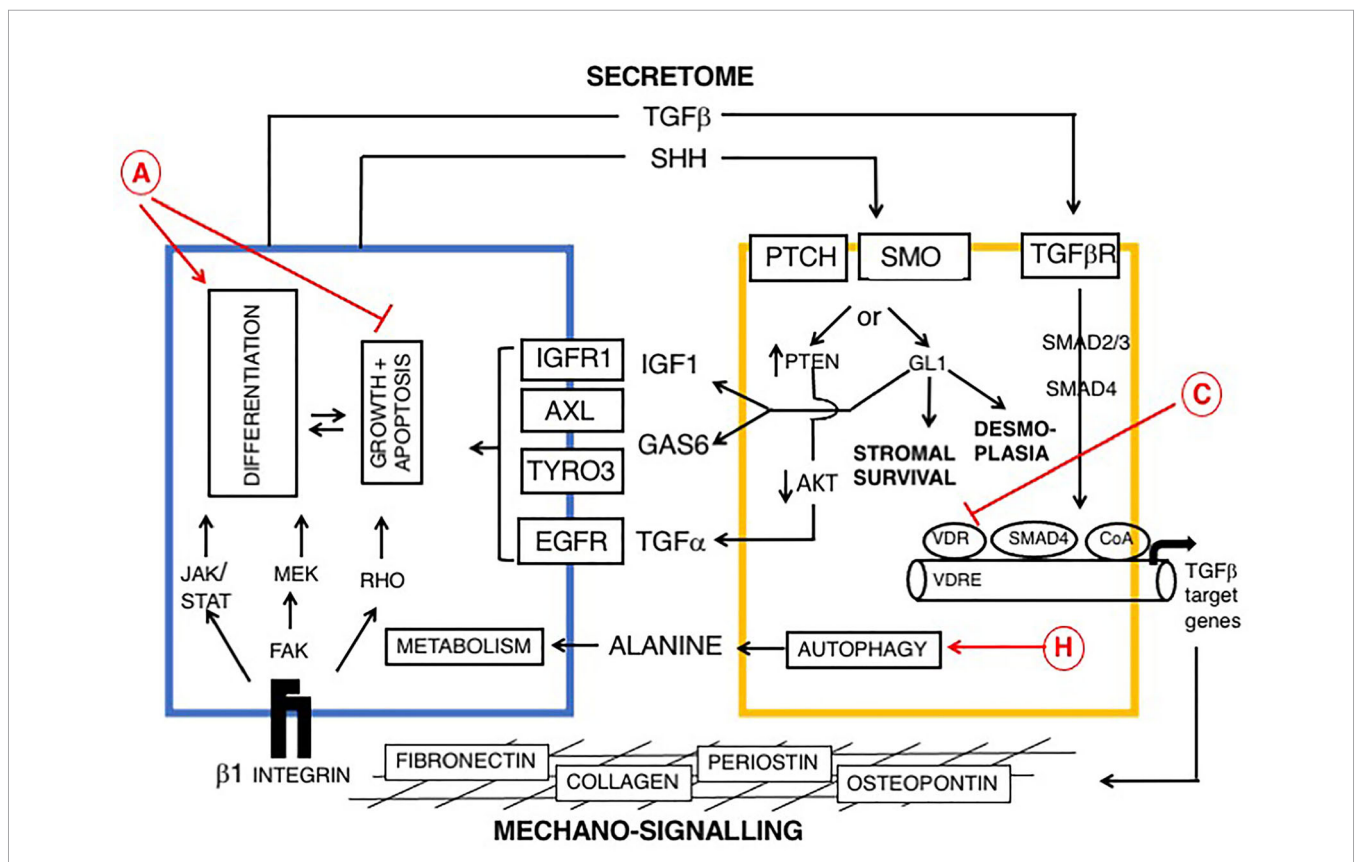 SECRETOME
TGFβ
SHH
A
PTCH
SMO
TGFβR
DIFFERENTIATION
GROWTH +
APOPTOSIS
IGFR1
AXL
TYRO3
EGFR
IGF1
GAS6
TGFα
or
PTEN
GL1
AKT
STROMAL
SURVIVAL
DESMO-
PLASIA
SMAD2/3
SMAD4
C
VDR
SMAD4
CoA
VDRE
TGFβ
target
genes
JAK/
STAT
MEK
FAK
RHO
METABOLISM
ALANINE
AUTOPHAGY
H
β1 INTEGRIN
FIBRONECTIN
COLLAGEN
PERIOSTIN
OSTEOPONTIN
MECHANO-SIGNALLING